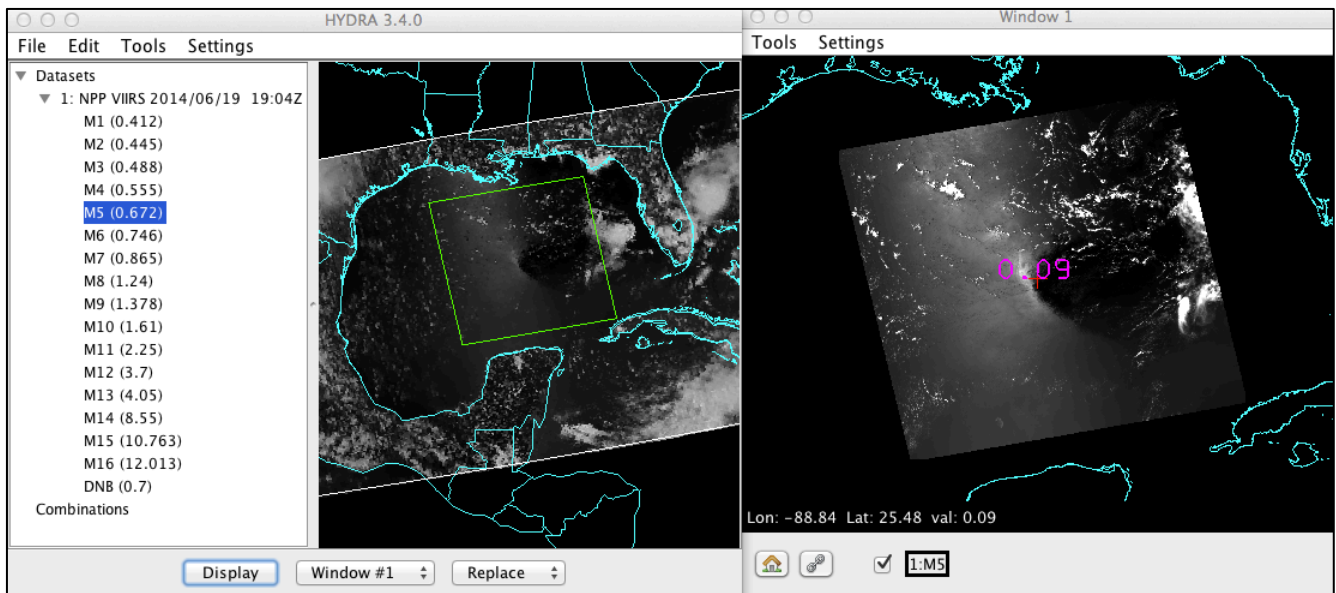 HYDRA 3.4.0
File Edit Tools Settings
Datasets
1: NPP VIIRS 2014/06/19 19:04Z
M1 (0.412)
M2 (0.445)
M3 (0.488)
M4 (0.555)
M5 (0.672)
M6 (0.746)
M7 (0.865)
M8 (1.24)
M9 (1.378)
M10 (1.61)
M11 (2.25)
M12 (3.7)
M13 (4.05)
M14 (8.55)
M15 (10.763)
M16 (12.013)
DNB (0.7)
Combinations
Display Window #1 Replace
Window 1
Tools Settings
0.09
Lon: -88.84 Lat: 25.48 val: 0.09
1:M5